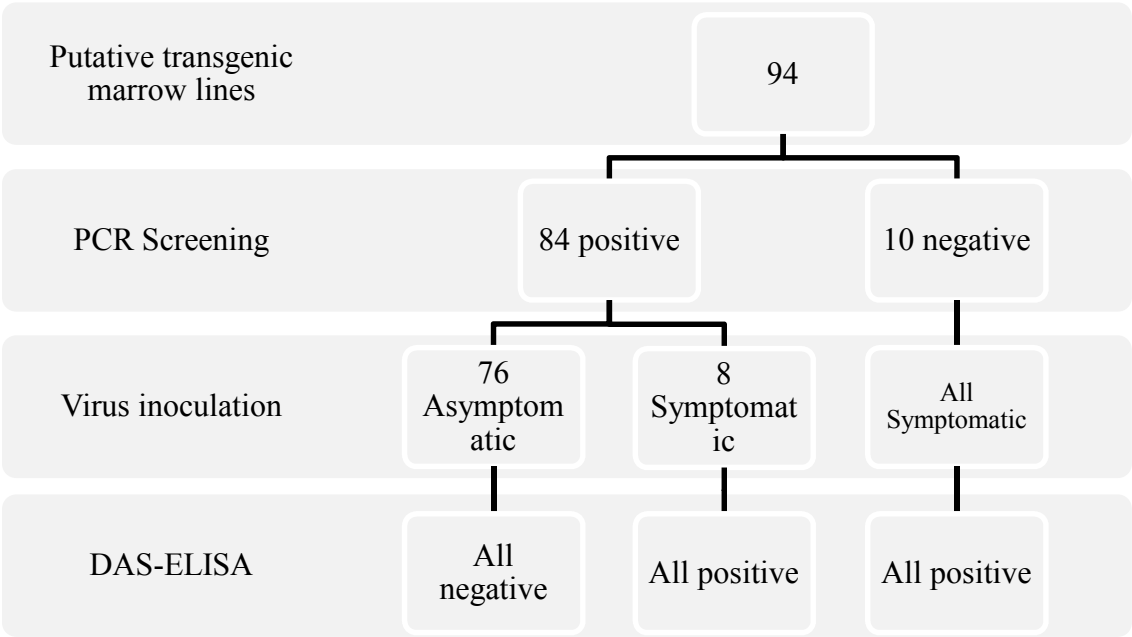 Putative transgenic
marrow lines
94
PCR Screening
84 positive
10 negative
Virus inoculation
76
Asymptom
atic
8
Symptomat
ic
All
Symptomatic
DAS-ELISA
All
negative
All positive
All positive